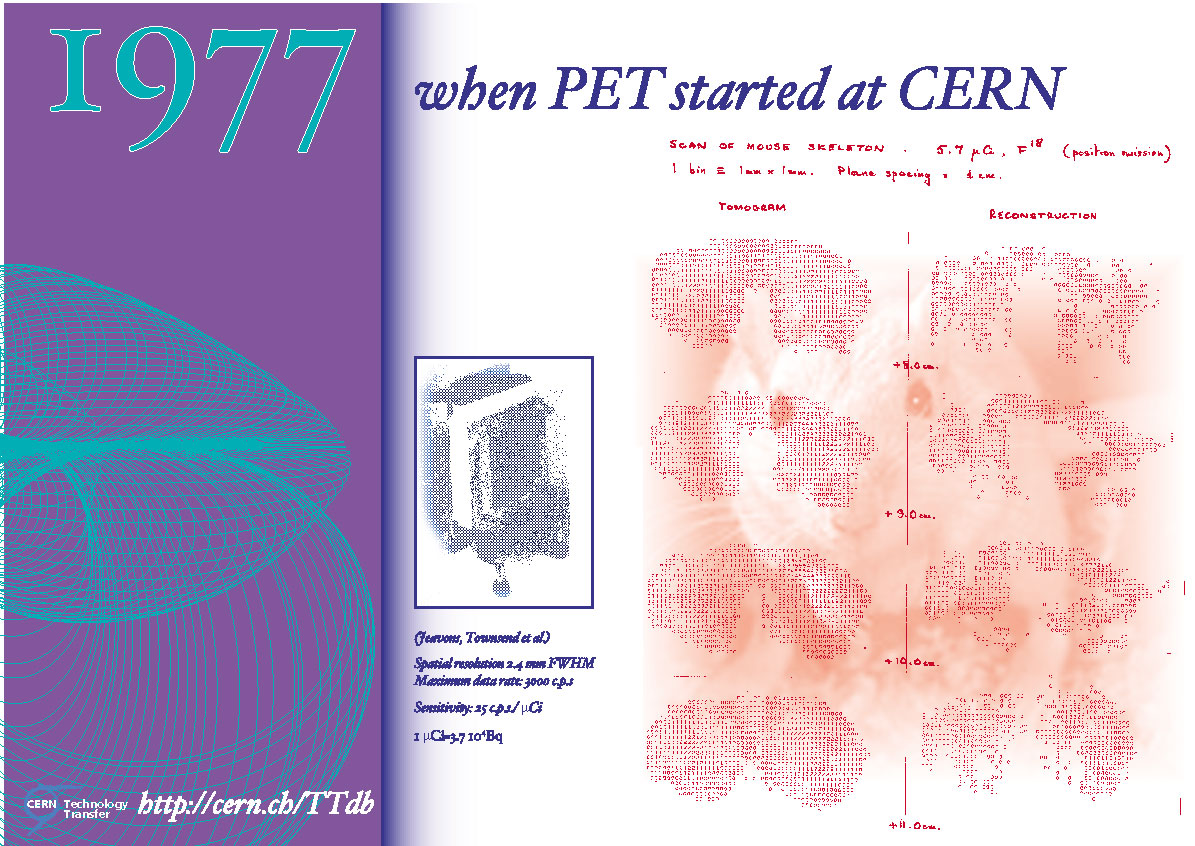 1977
when PET started at CERN
SCAN OF MOUSE SKELETON . 5.7 μCi, F18 (position emission)
1 bin ≡ 1mm x 1mm. Plane spacing = 1 cm.
TOMOGRAM
RECONSTRUCTION
+8.0 cm.
+9.0 cm.
+10.0 cm.
+11.0 cm.
(Jeavons, Townsend et al.)
Spatial resolution 2.4 mm FWHM
Maximum data rate: 3000 c.p.s
Sensitivity: 25 c.p.s./ μCi
1 μCi=3.7 10⁴Bq
CERN Technology
Transfer
http://cern.ch/TTdb